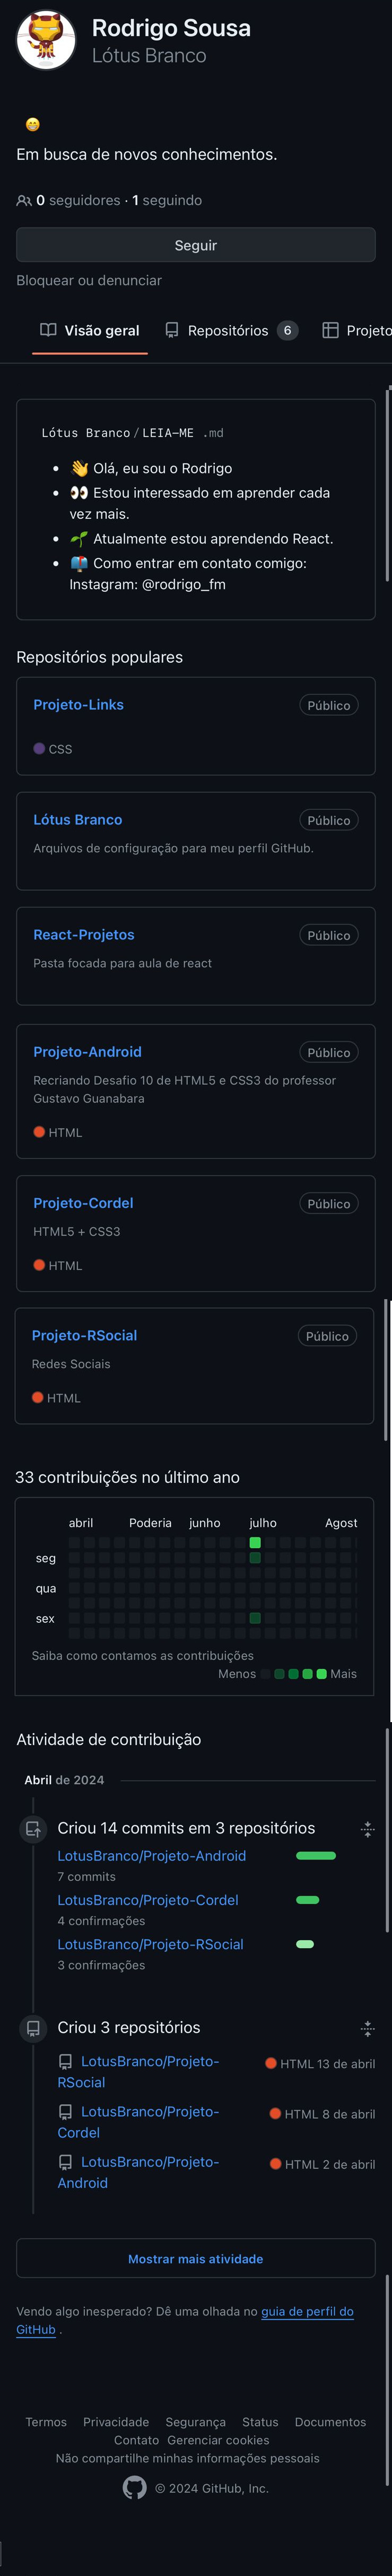 Rodrigo Sousa
Lótus Branco
Em busca de novos conhecimentos.
0 seguidores · 1 seguindo
Seguir
Bloquear ou denunciar
Visão geral Repositórios 6 Projeto
Lótus Branco/LEIA-ME .md
• 👋 Olá, eu sou o Rodrigo
• 👀 Estou interessado em aprender cada
vez mais.
• 🌱 Atualmente estou aprendendo React.
• 📫 Como entrar em contato comigo:
Instagram: @rodrigo_fm
Repositórios populares
Projeto-Links Público
CSS
Lótus Branco Público
Arquivos de configuração para meu perfil GitHub.
React-Projetos Público
Pasta focada para aula de react
Projeto-Android Público
Recriando Desafio 10 de HTML5 e CSS3 do professor
Gustavo Guanabara
HTML
Projeto-Cordel Público
HTML5 + CSS3
HTML
Projeto-RSocial Público
Redes Sociais
HTML
33 contribuições no último ano
abril Poderia junho julho Agost
seg
qua
sex
Saiba como contamos as contribuições
Menos Mais
Atividade de contribuição
Abril de 2024
Criou 14 commits em 3 repositórios
LotusBranco/Projeto-Android
7 commits
LotusBranco/Projeto-Cordel
4 confirmações
LotusBranco/Projeto-RSocial
3 confirmações
Criou 3 repositórios
LotusBranco/Projeto- HTML 13 de abril
RSocial
LotusBranco/Projeto- HTML 8 de abril
Cordel
LotusBranco/Projeto- HTML 2 de abril
Android
Mostrar mais atividade
Vendo algo inesperado? Dê uma olhada no guia de perfil do
GitHub .
Termos Privacidade Segurança Status Documentos
Contato Gerenciar cookies
Não compartilhe minhas informações pessoais
© 2024 GitHub, Inc.